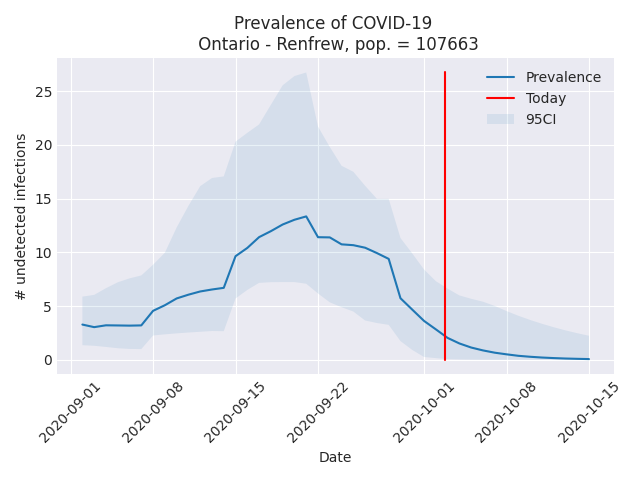 Prevalence of COVID-19
Ontario - Renfrew, pop. = 107663
Prevalence
Today
95CI
# undetected infections
25
20
15
10
5
0
2020-09-01
2020-09-08
2020-09-15
2020-09-22
2020-10-01
2020-10-08
2020-10-15
Date